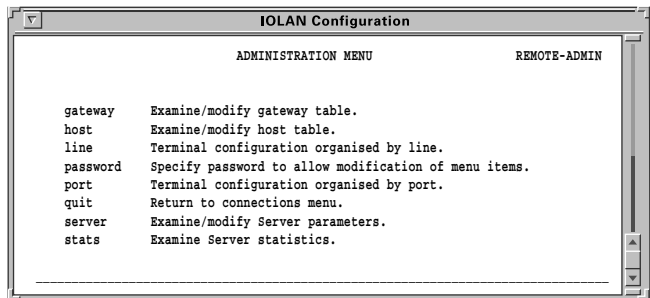 IOLAN Configuration
ADMINISTRATION MENU REMOTE-ADMIN
gateway Examine/modify gateway table.
host Examine/modify host table.
line Terminal configuration organised by line.
password Specify password to allow modification of menu items.
port Terminal configuration organised by port.
quit Return to connections menu.
server Examine/modify Server parameters.
stats Examine Server statistics.